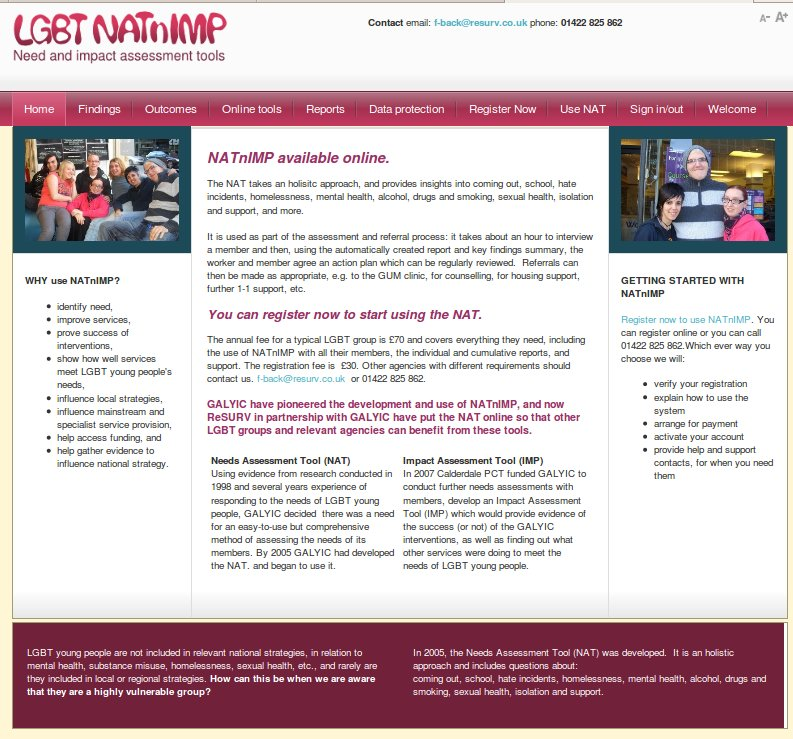 LGBT NATnIMP
Need and impact assessment tools
Contact email: f-back@resurv.co.uk phone: 01422 825 862
A- A+
Home Findings Outcomes Online tools Reports Data protection Register Now Use NAT Sign in/out Welcome
WHY use NATnIMP?
identify need,
improve services,
prove success of
interventions,
show how well services
meet LGBT young people's
needs,
influence local strategies,
influence mainstream and
specialist service provision,
help access funding, and
help gather evidence to
influence national strategy.
NATnIMP available online.
The NAT takes an holisitc approach, and provides insights into coming out, school, hate
incidents, homelessness, mental health, alcohol, drugs and smoking, sexual health, isolation
and support, and more.
It is used as part of the assessment and referral process: it takes about an hour to interview
a member and then, using the automatically created report and key findings summary, the
worker and member agree an action plan which can be regularly reviewed. Referrals can
then be made as appropriate, e.g. to the GUM clinic, for counselling, for housing support,
further 1-1 support, etc.
You can register now to start using the NAT.
The annual fee for a typical LGBT group is £70 and covers everything they need, including
the use of NATnIMP with all their members, the individual and cumulative reports, and
support. The registration fee is £30. Other agencies with different requirements should
contact us. f-back@resurv.co.uk or 01422 825 862.
GALYIC have pioneered the development and use of NATnIMP, and now
ReSURV in partnership with GALYIC have put the NAT online so that other
LGBT groups and relevant agencies can benefit from these tools.
Needs Assessment Tool (NAT)
Using evidence from research conducted in
1998 and several years experience of
responding to the needs of LGBT young
people, GALYIC decided there was a need
for an easy-to-use but comprehensive
method of assessing the needs of its
members. By 2005 GALYIC had developed
the NAT. and began to use it.
Impact Assessment Tool (IMP)
In 2007 Calderdale PCT funded GALYIC to
conduct further needs assessments with
members, develop an Impact Assessment
Tool (IMP) which would provide evidence of
the success (or not) of the GALYIC
interventions, as well as finding out what
other services were doing to meet the
needs of LGBT young people.
GETTING STARTED WITH
NATnIMP
Register now to use NATnIMP. You
can register online or you can call
01422 825 862.Which ever way you
choose we will:
verify your registration
explain how to use the
system
arrange for payment
activate your account
provide help and support
contacts, for when you need
them
LGBT young people are not included in relevant national strategies, in relation to
mental health, substance misuse, homelessness, sexual health, etc., and rarely are
they included in local or regional strategies. How can this be when we are aware
that they are a highly vulnerable group?
In 2005, the Needs Assessment Tool (NAT) was developed. It is an holistic
approach and includes questions about:
coming out, school, hate incidents, homelessness, mental health, alcohol, drugs and
smoking, sexual health, isolation and support.